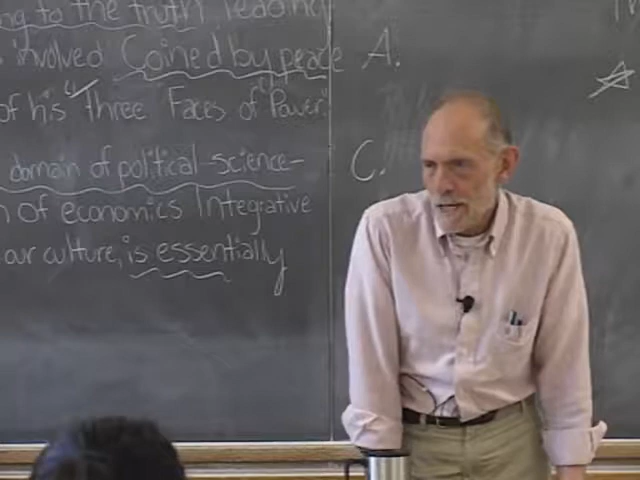 ng to the truth leading
involved Coined by peace
of his "three Faces of "Power"
domain of political-science-
n of economics Integrative
our culture, is essentially
A.
C.